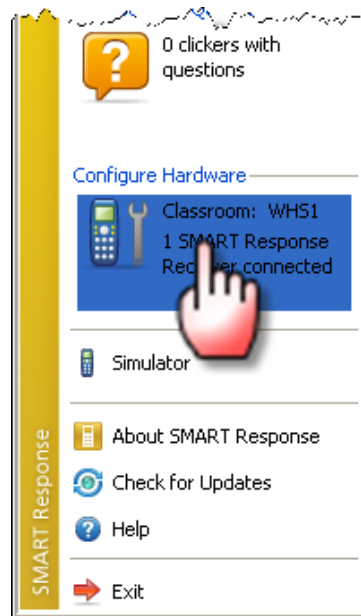 0 clickers with
questions
Configure Hardware
Classroom: WHS1
1 SMART Response
Receiver connected
Simulator
About SMART Response
Check for Updates
Help
Exit
SMART Response